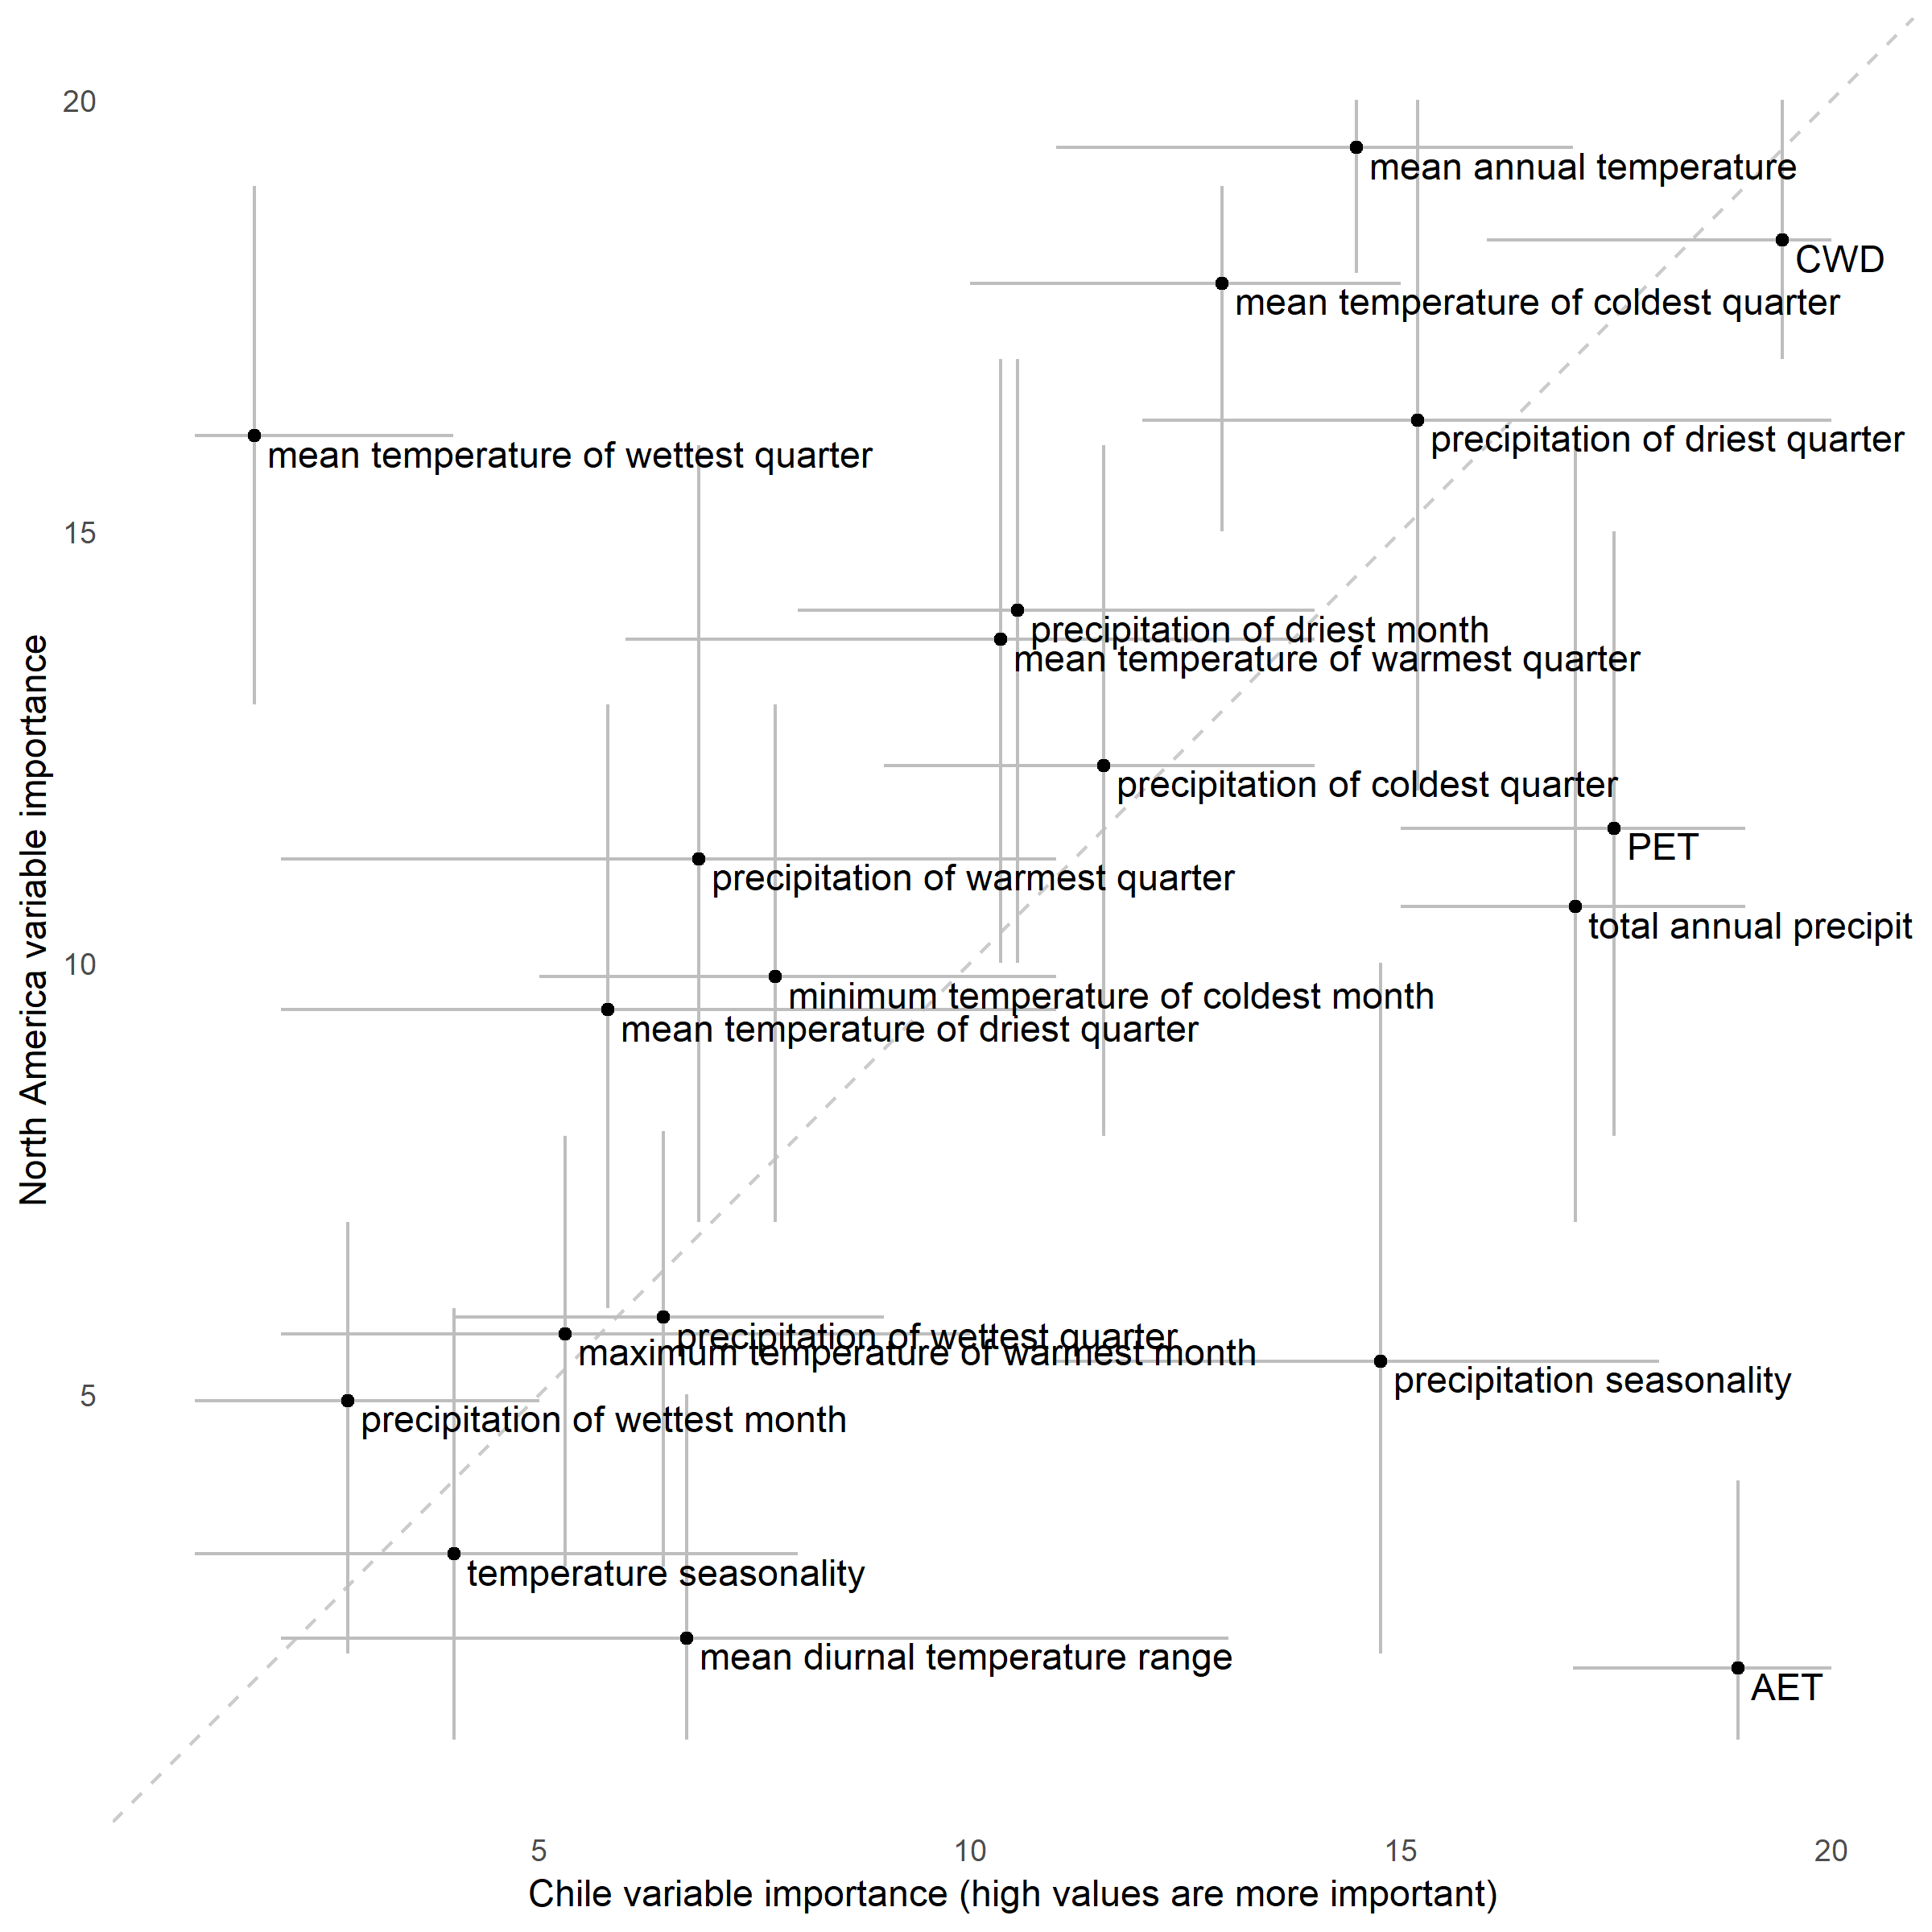 20
mean annual temperature
CWD
mean temperature of coldest quarter
precipitation of driest quarter
mean temperature of wettest quarter
15
precipitation of driest month
mean temperature of warmest quarter
precipitation of coldest quarter
PET
precipitation of warmest quarter
total annual precipit
10
minimum temperature of coldest month
mean temperature of driest quarter
precipitation of wettest quarter
maximum temperature of warmest month
precipitation seasonality
5
precipitation of wettest month
temperature seasonality
mean diurnal temperature range
AET
North America variable importance
5 10 15 20
Chile variable importance (high values are more important)